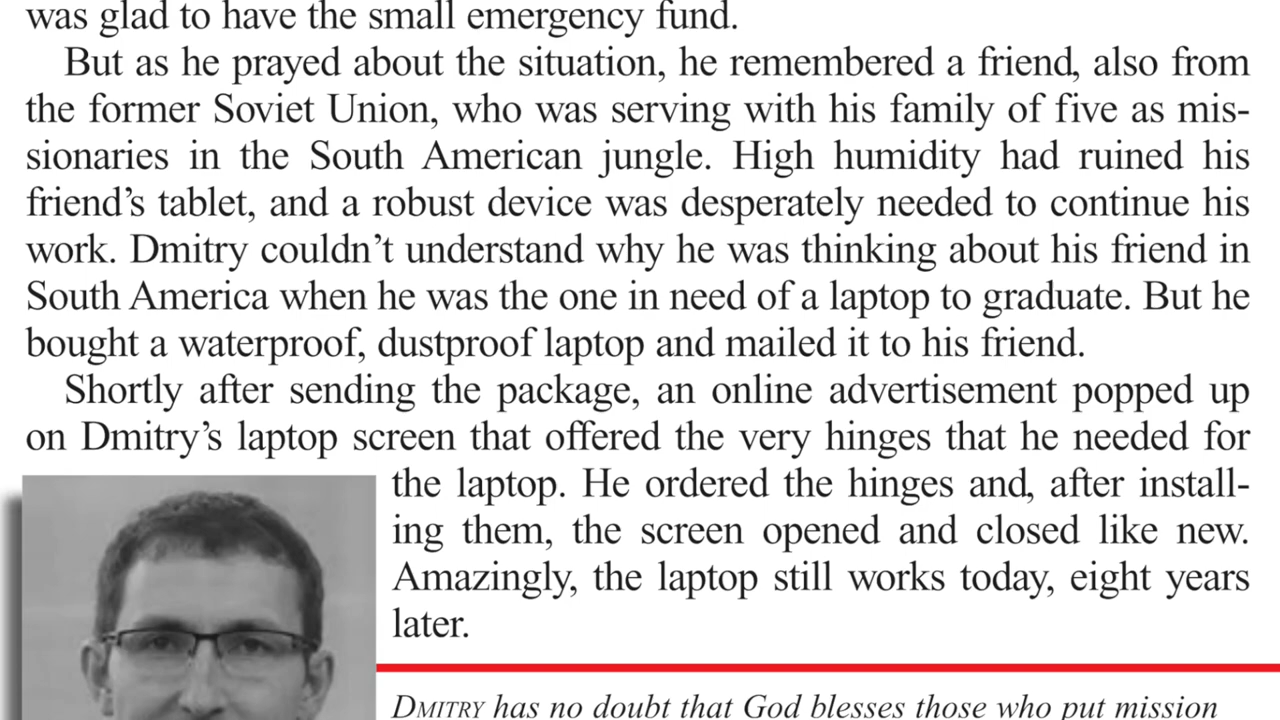 was glad to have the small emergency fund.
But as he prayed about the situation, he remembered a friend, also from
the former Soviet Union, who was serving with his family of five as mis-
sionaries in the South American jungle. High humidity had ruined his
friend’s tablet, and a robust device was desperately needed to continue his
work. Dmitry couldn’t understand why he was thinking about his friend in
South America when he was the one in need of a laptop to graduate. But he
bought a waterproof, dustproof laptop and mailed it to his friend.
Shortly after sending the package, an online advertisement popped up
on Dmitry’s laptop screen that offered the very hinges that he needed for
the laptop. He ordered the hinges and, after install-
ing them, the screen opened and closed like new.
Amazingly, the laptop still works today, eight years
later.
DMITRY has no doubt that God blesses those who put mission